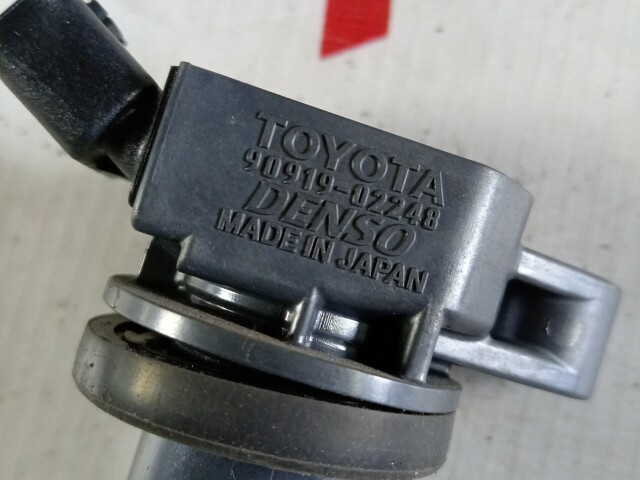 TOYOTA
90919-02248
DENSO
MADE IN JAPAN